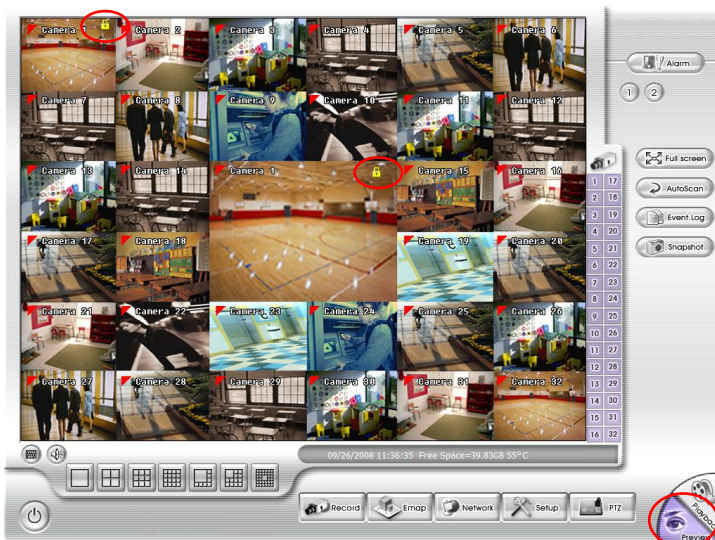 Camera 1
Camera 2
Camera 3
Camera 4
Camera 5
Camera 6
Alarm
1 2
Camera 7
Camera 8
Camera 9
Camera 10
Camera 11
Camera 12
Full screen
Camera 13
Camera 14
Camera 1
Camera 15
Camera 16
1
1 17
AutoScan
2 18
3 19
Event Log
4 20
Camera 17
Camera 18
Camera 19
Camera 20
5 21
Snapshot
6 22
7 23
8 24
Camera 21
Camera 22
Camera 23
Camera 24
Camera 25
Camera 26
9 25
10 26
11 27
12 28
Camera 27
Camera 28
Camera 29
Camera 30
Camera 31
Camera 32
13 29
14 30
15 31
16 32
09/26/2008 11:36:35 Free Space=39.83GB 55°C
Record
Emap
Network
Setup
PTZ
Preview